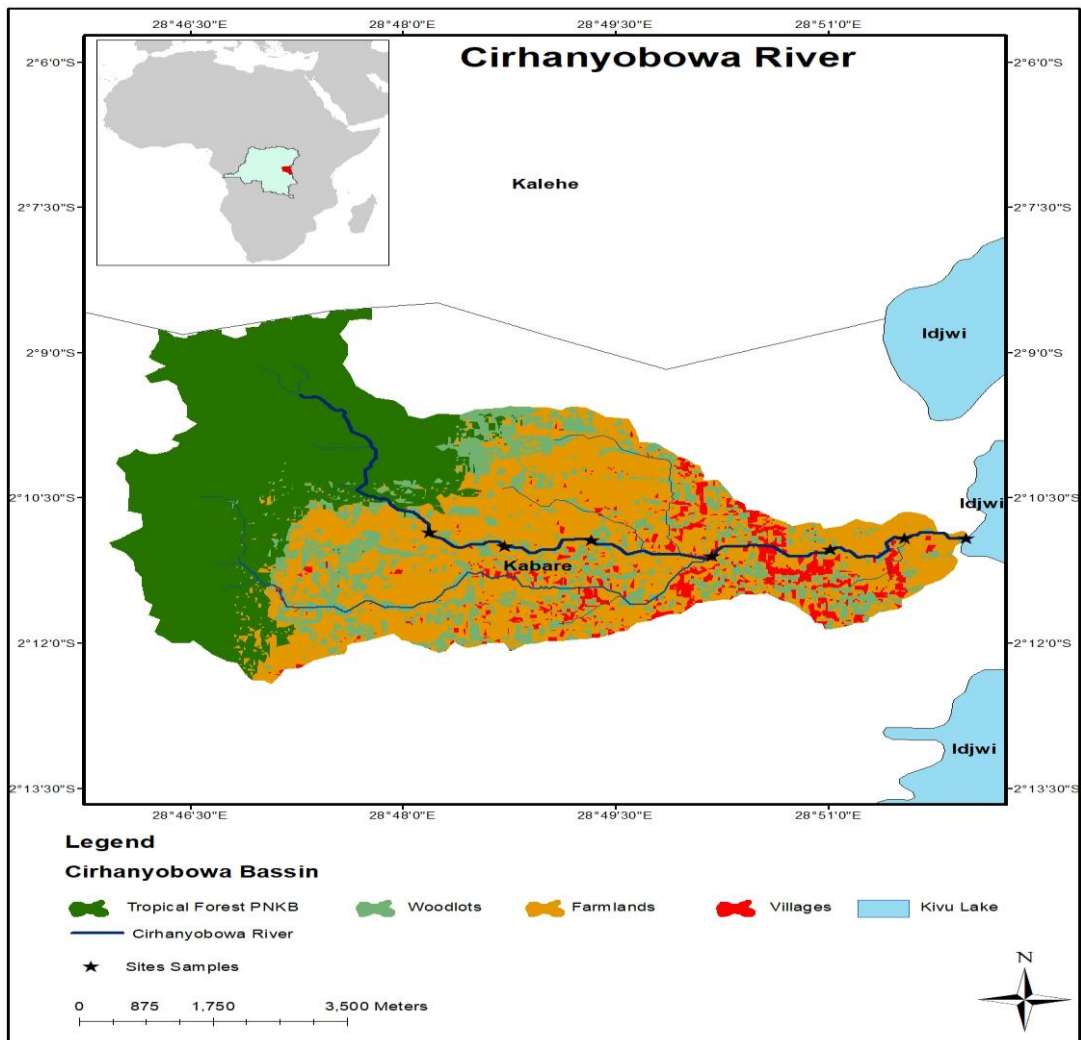 28°46'30"E 28°48'0"E 28°49'30"E 28°51'0"E
Cirhanyobowa River
2°6'0"S 2°6'0"S
Kalehe
2°7'30"S 2°7'30"S
Idjwi
2°9'0"S 2°9'0"S
2°10'30"S Idjwi 2°10'30"S
Kabare
2°12'0"S 2°12'0"S
Idjwi
2°13'30"S 2°13'30"S
28°46'30"E 28°48'0"E 28°49'30"E 28°51'0"E
Legend
Cirhanyobowa Bassin
Tropical Forest PNKB Woodlots Farmlands Villages Kivu Lake
Cirhanyobowa River
Sites Samples
N
0 875 1,750 3,500 Meters